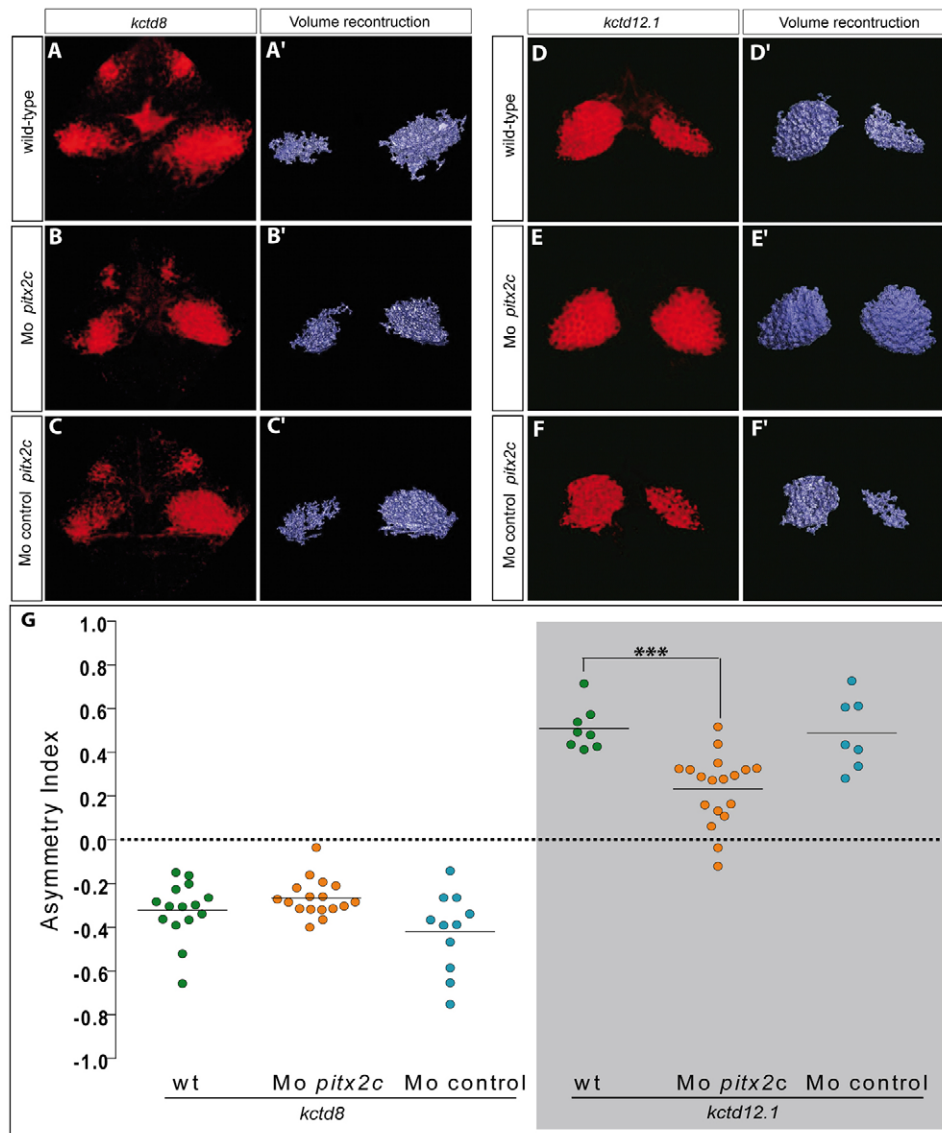 kctd8
Volume reconstruction
kctd12.1
Volume reconstruction
wild-type
A
A'
wild-type
D
D'
Mo pitx2c
B
B'
Mo pitx2c
E
E'
Mo control pitx2c
C
C'
Mo control pitx2c
F
F'
G
Asymmetry Index
1.0
0.8
0.6
0.4
0.2
0.0
-0.2
-0.4
-0.6
-0.8
-1.0
***
wt
Mo pitx2c
Mo control
wt
Mo pitx2c
Mo control
kctd8
kctd12.1